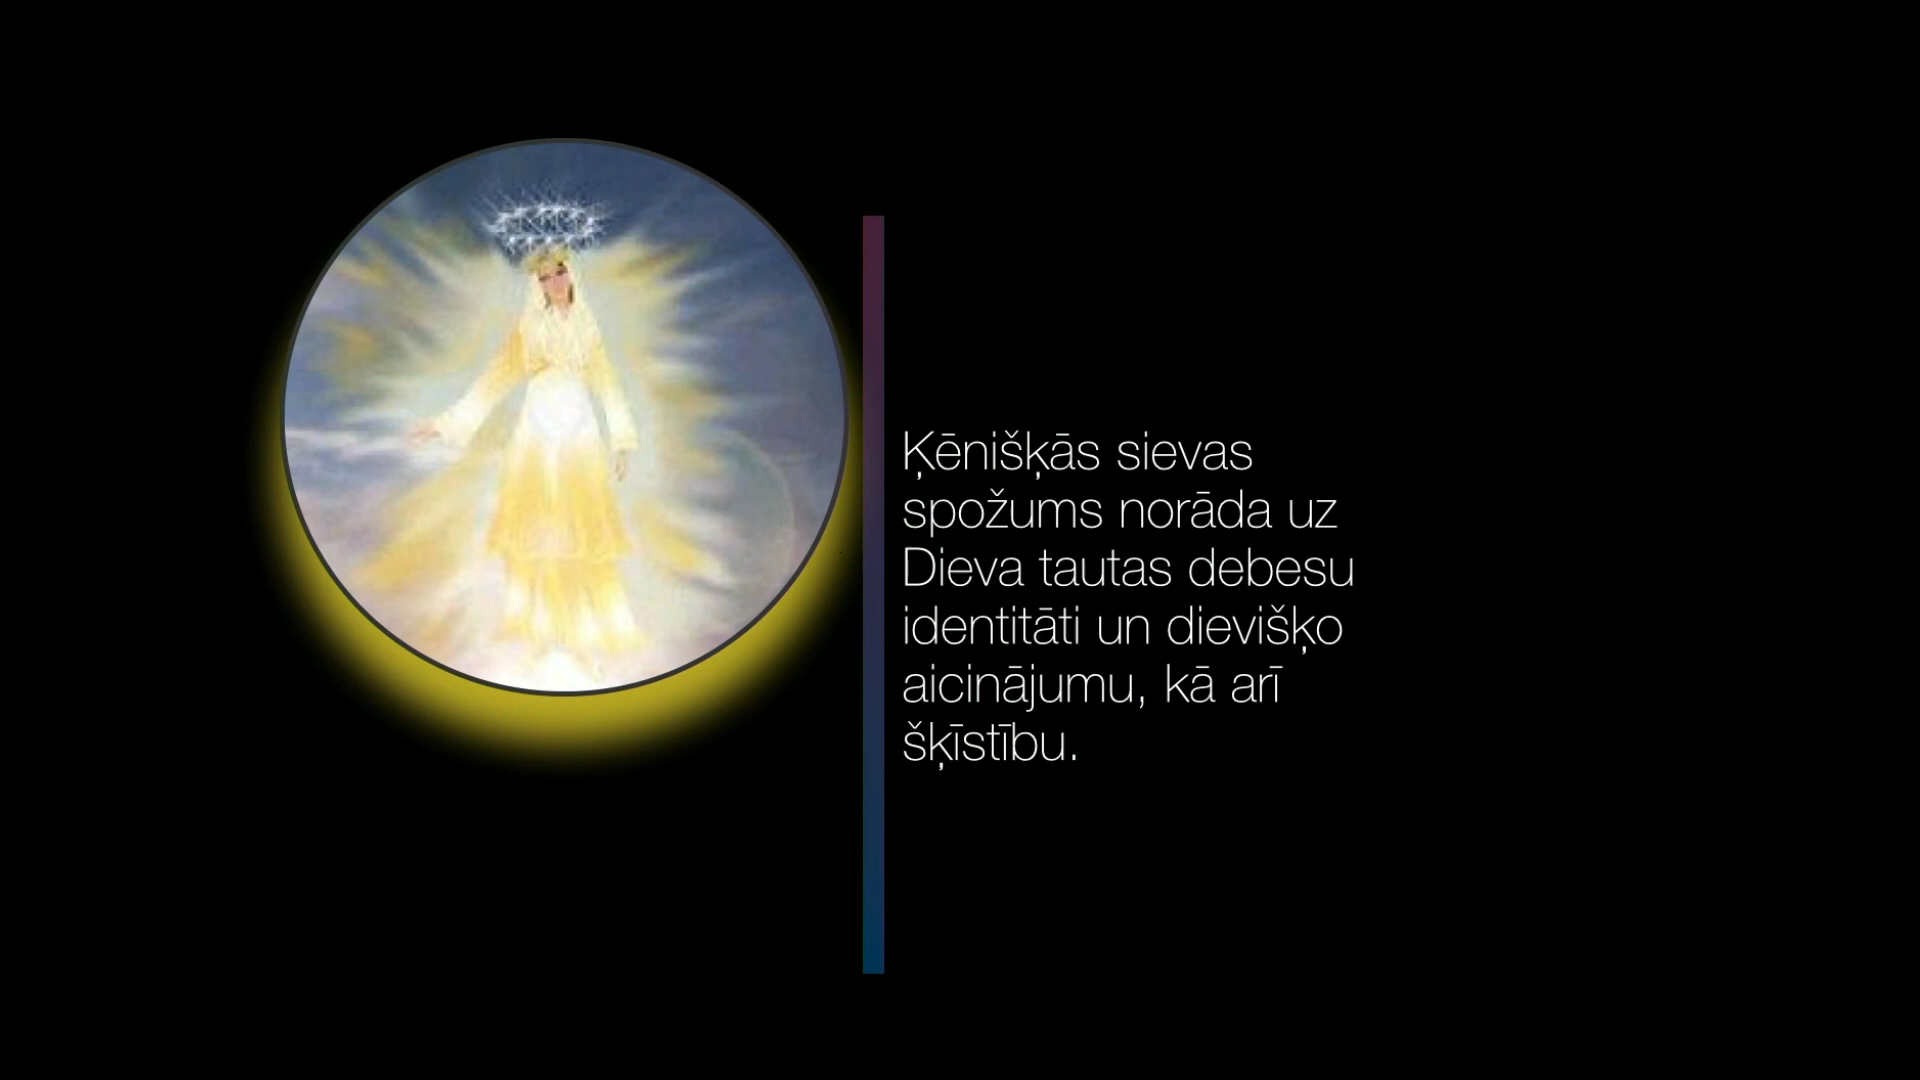 Ķēnišķās sievas
spožums norāda uz
Dieva tautas debesu
identitāti un dievišķo
aicinājumu, kā arī
šķīstību.